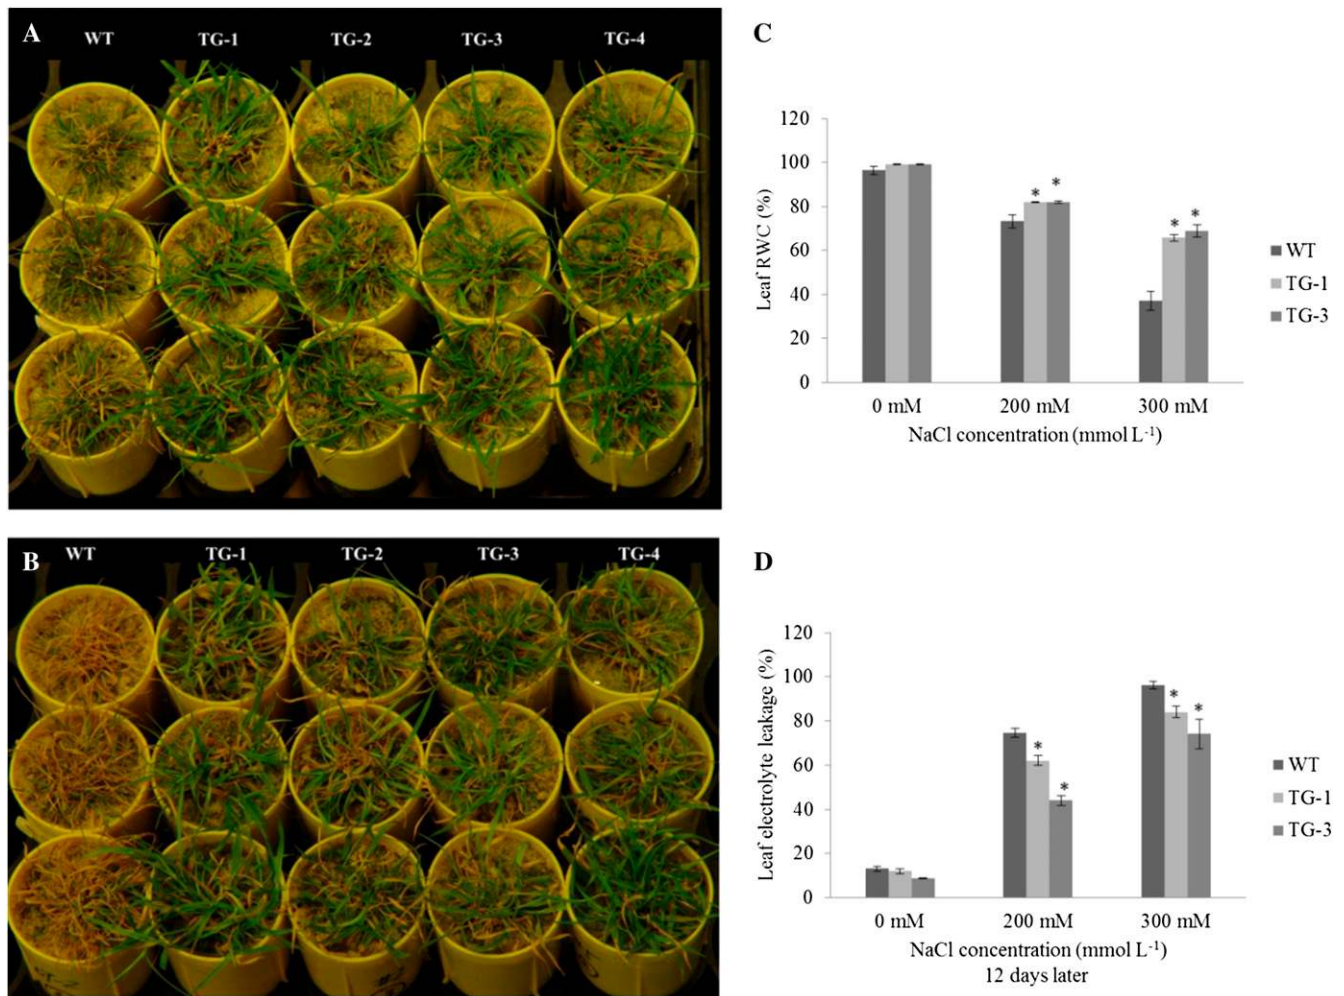 A
WT TG-1 TG-2 TG-3 TG-4
B
WT TG-1 TG-2 TG-3 TG-4
C
Leaf RWC (%)
120
100
80
60
40
20
0
* *
* *
0 mM 200 mM 300 mM
NaCl concentration (mmol L⁻¹)
WT
TG-1
TG-3
D
Leaf electrolyte leakage (%)
120
100
80
60
40
20
0
* *
* *
0 mM 200 mM 300 mM
NaCl concentration (mmol L⁻¹)
12 days later
WT
TG-1
TG-3